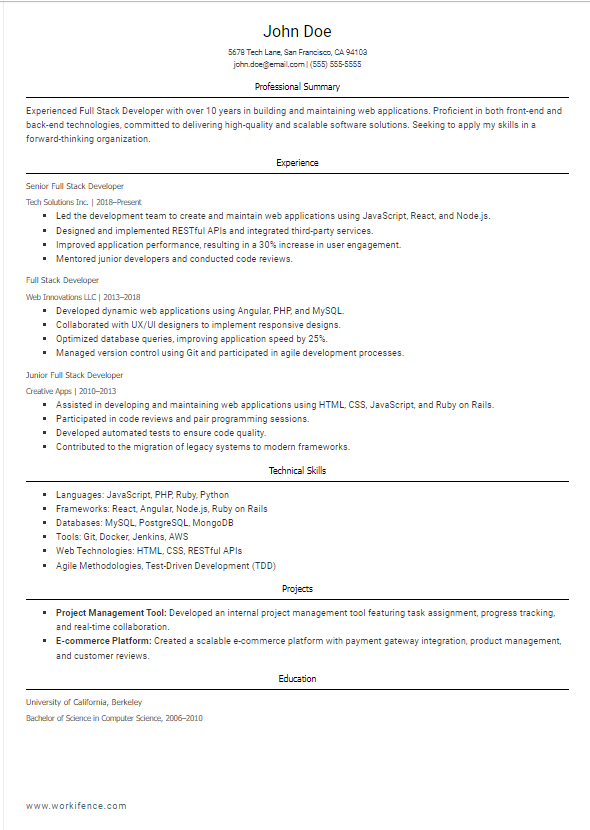 John Doe
5678 Tech Lane, San Francisco, CA 94103
john.doe@email.com | (555) 555-5555
Professional Summary
Experienced Full Stack Developer with over 10 years in building and maintaining web applications. Proficient in both front-end and
back-end technologies, committed to delivering high-quality and scalable software solutions. Seeking to apply my skills in a
forward-thinking organization.
Experience
Senior Full Stack Developer
Tech Solutions Inc. | 2018–Present
▪ Led the development team to create and maintain web applications using JavaScript, React, and Node.js.
▪ Designed and implemented RESTful APIs and integrated third-party services.
▪ Improved application performance, resulting in a 30% increase in user engagement.
▪ Mentored junior developers and conducted code reviews.
Full Stack Developer
Web Innovations LLC | 2013–2018
▪ Developed dynamic web applications using Angular, PHP, and MySQL.
▪ Collaborated with UX/UI designers to implement responsive designs.
▪ Optimized database queries, improving application speed by 25%.
▪ Managed version control using Git and participated in agile development processes.
Junior Full Stack Developer
Creative Apps | 2010–2013
▪ Assisted in developing and maintaining web applications using HTML, CSS, JavaScript, and Ruby on Rails.
▪ Participated in code reviews and pair programming sessions.
▪ Developed automated tests to ensure code quality.
▪ Contributed to the migration of legacy systems to modern frameworks.
Technical Skills
▪ Languages: JavaScript, PHP, Ruby, Python
▪ Frameworks: React, Angular, Node.js, Ruby on Rails
▪ Databases: MySQL, PostgreSQL, MongoDB
▪ Tools: Git, Docker, Jenkins, AWS
▪ Web Technologies: HTML, CSS, RESTful APIs
▪ Agile Methodologies, Test-Driven Development (TDD)
Projects
▪ Project Management Tool: Developed an internal project management tool featuring task assignment, progress tracking,
and real-time collaboration.
▪ E-commerce Platform: Created a scalable e-commerce platform with payment gateway integration, product management,
and customer reviews.
Education
University of California, Berkeley
Bachelor of Science in Computer Science, 2006–2010
www.workifence.com